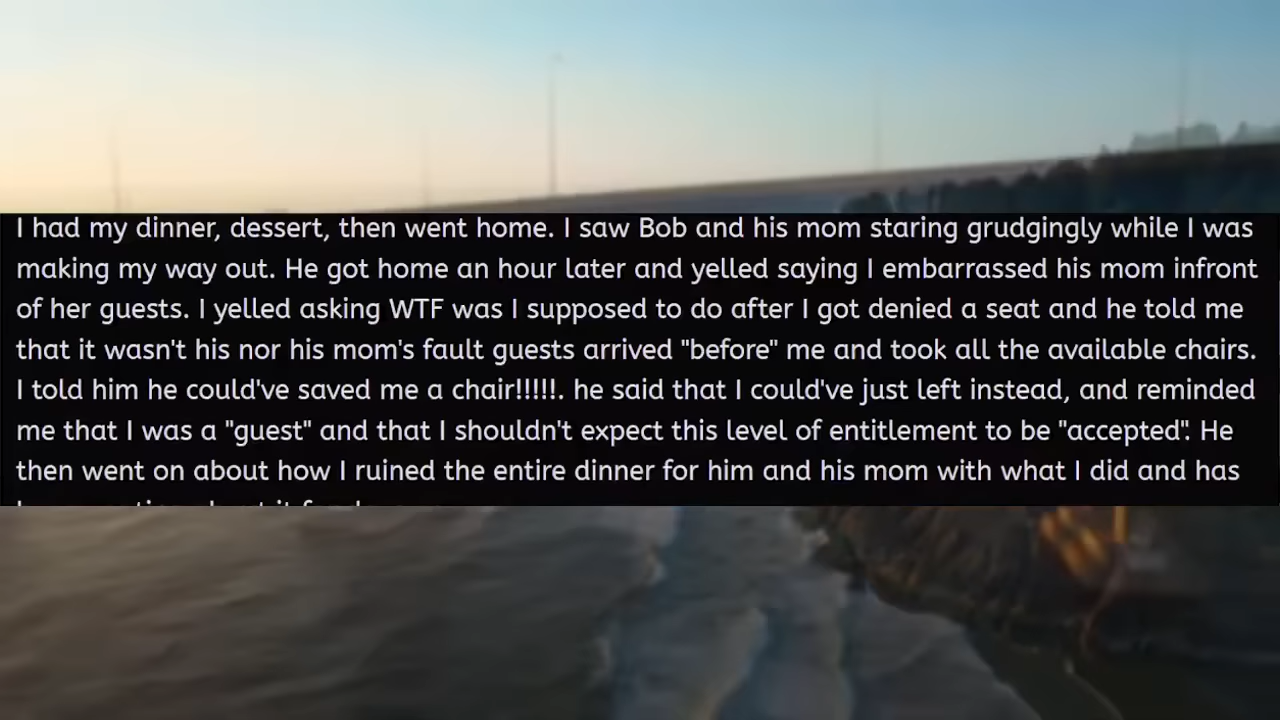 I had my dinner, dessert, then went home. I saw Bob and his mom staring grudgingly while I was
making my way out. He got home an hour later and yelled saying I embarrassed his mom infront
of her guests. I yelled asking WTF was I supposed to do after I got denied a seat and he told me
that it wasn't his nor his mom's fault guests arrived "before" me and took all the available chairs.
I told him he could've saved me a chair!!!!!. he said that I could've just left instead, and reminded
me that I was a "guest" and that I shouldn't expect this level of entitlement to be "accepted". He
then went on about how I ruined the entire dinner for him and his mom with what I did and has